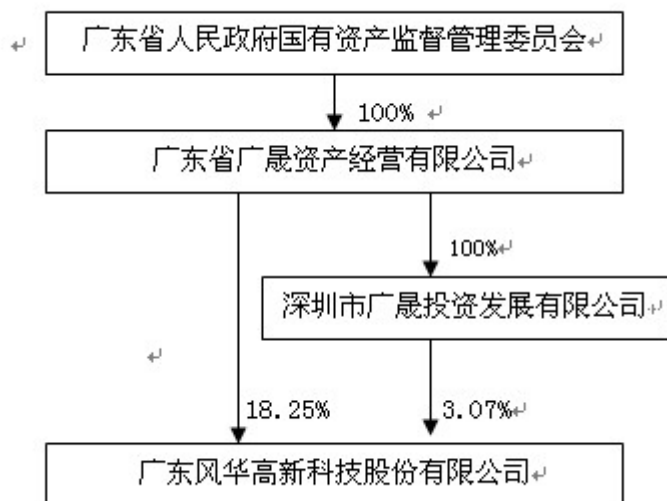 广东省人民政府国有资产监督管理委员会
100%
广东省广晟资产经营有限公司
100%
深圳市广晟投资发展有限公司
18.25% 3.07%
广东风华高新科技股份有限公司